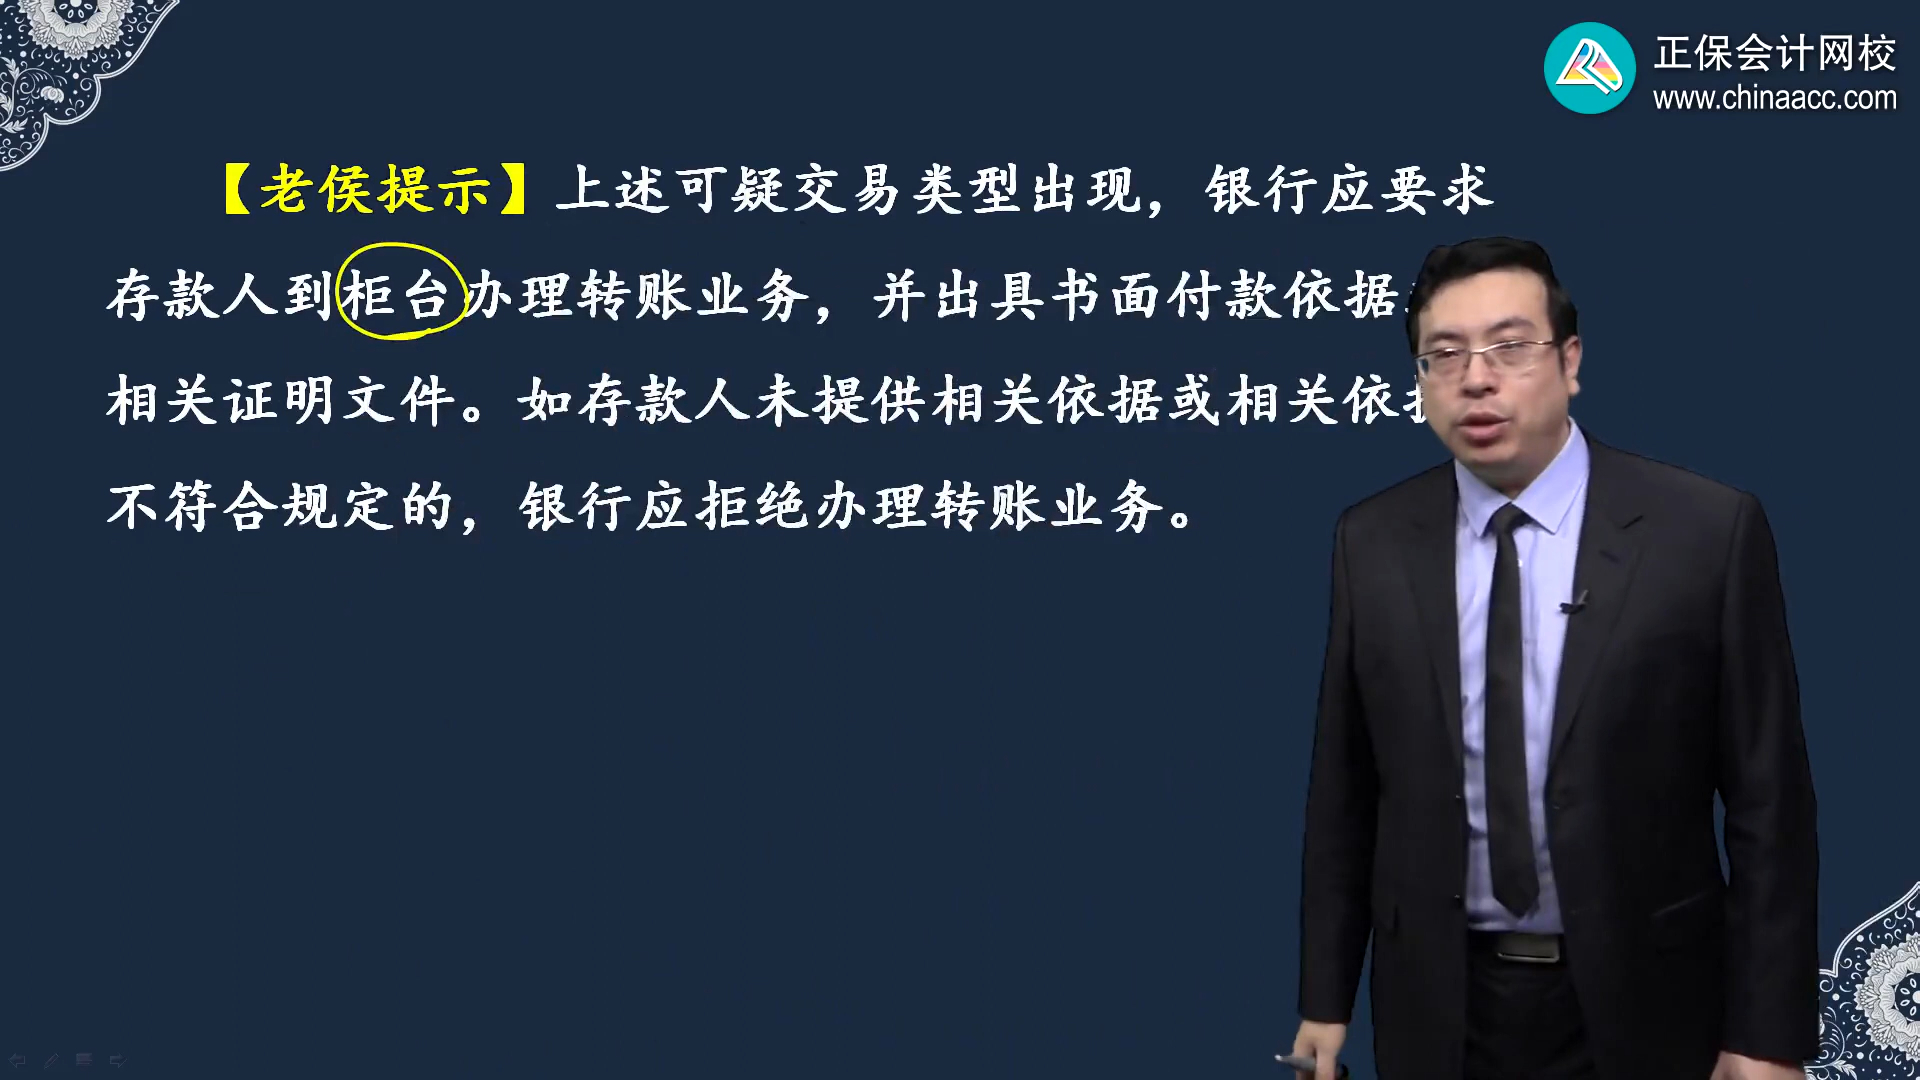 正保会计网校
www.chinaacc.com
【老侯提示】上述可疑交易类型出现，银行应要求
存款人到柜台办理转账业务，并出具书面付款依据
相关证明文件。如存款人未提供相关依据或相关依
不符合规定的，银行应拒绝办理转账业务。